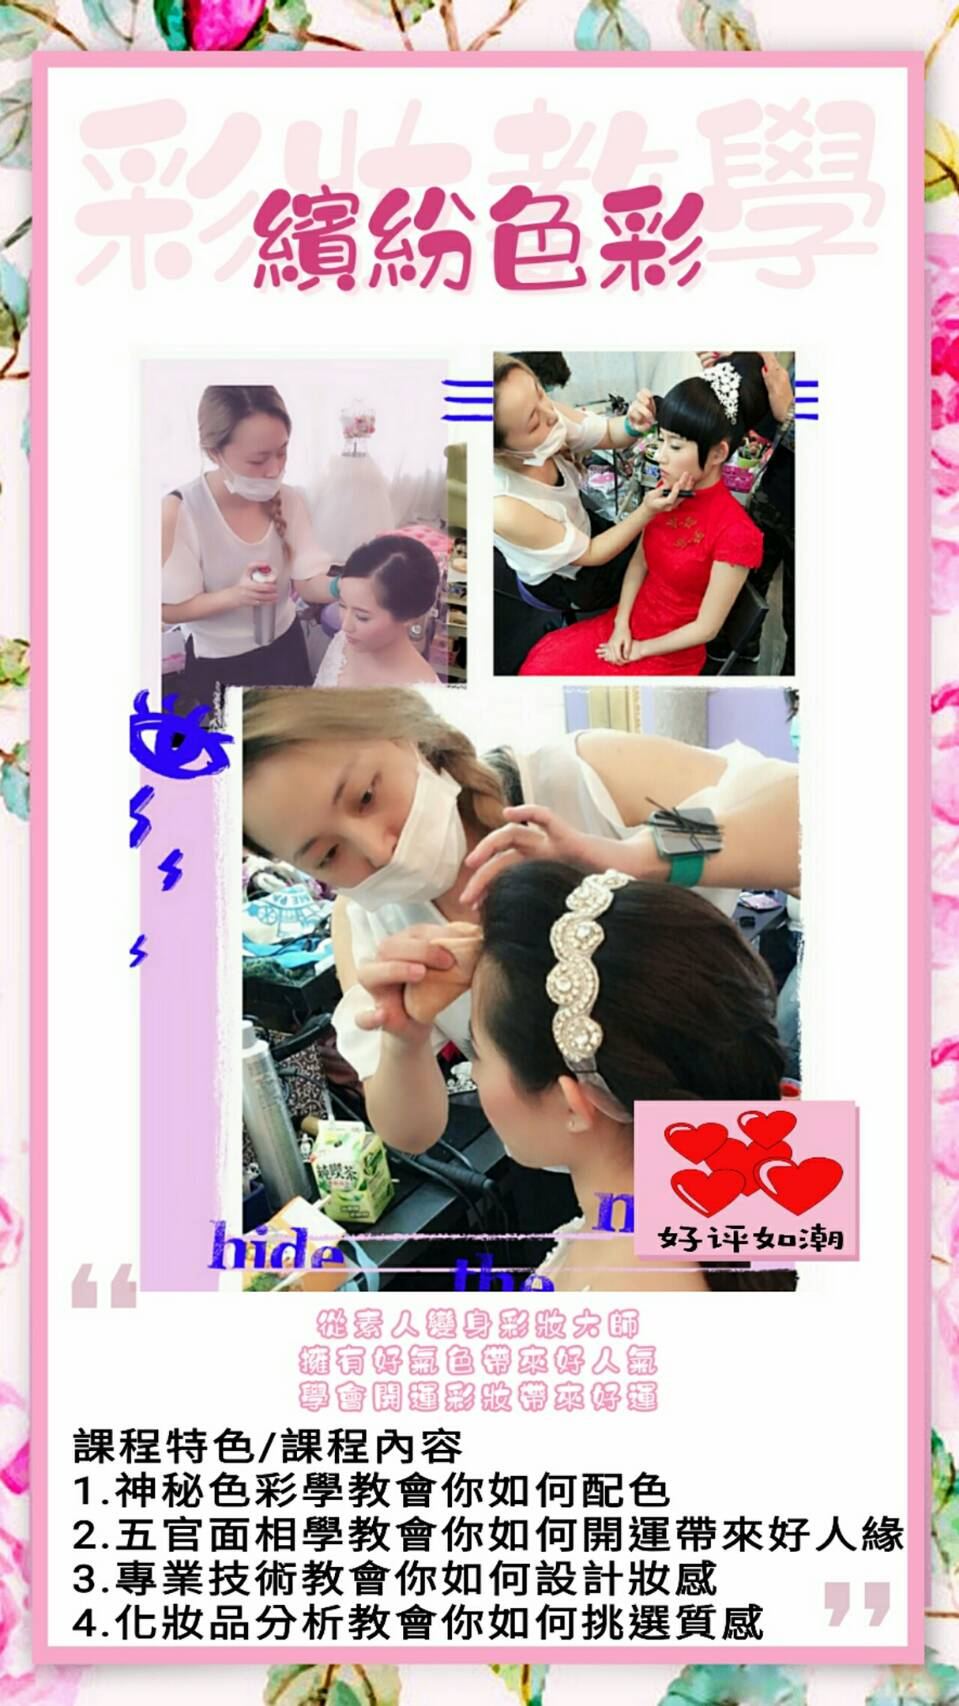 彩妝教學
繽紛色彩
純喫茶
hide
the
好评如潮
從素人變身彩妝大師
擁有好氣色帶來好人氣
學會開運彩妝帶來好運
課程特色/課程內容
1.神秘色彩學教會你如何配色
2.五官面相學教會你如何開運帶來好人緣
3.專業技術教會你如何設計妝感
4.化妝品分析教會你如何挑選質感